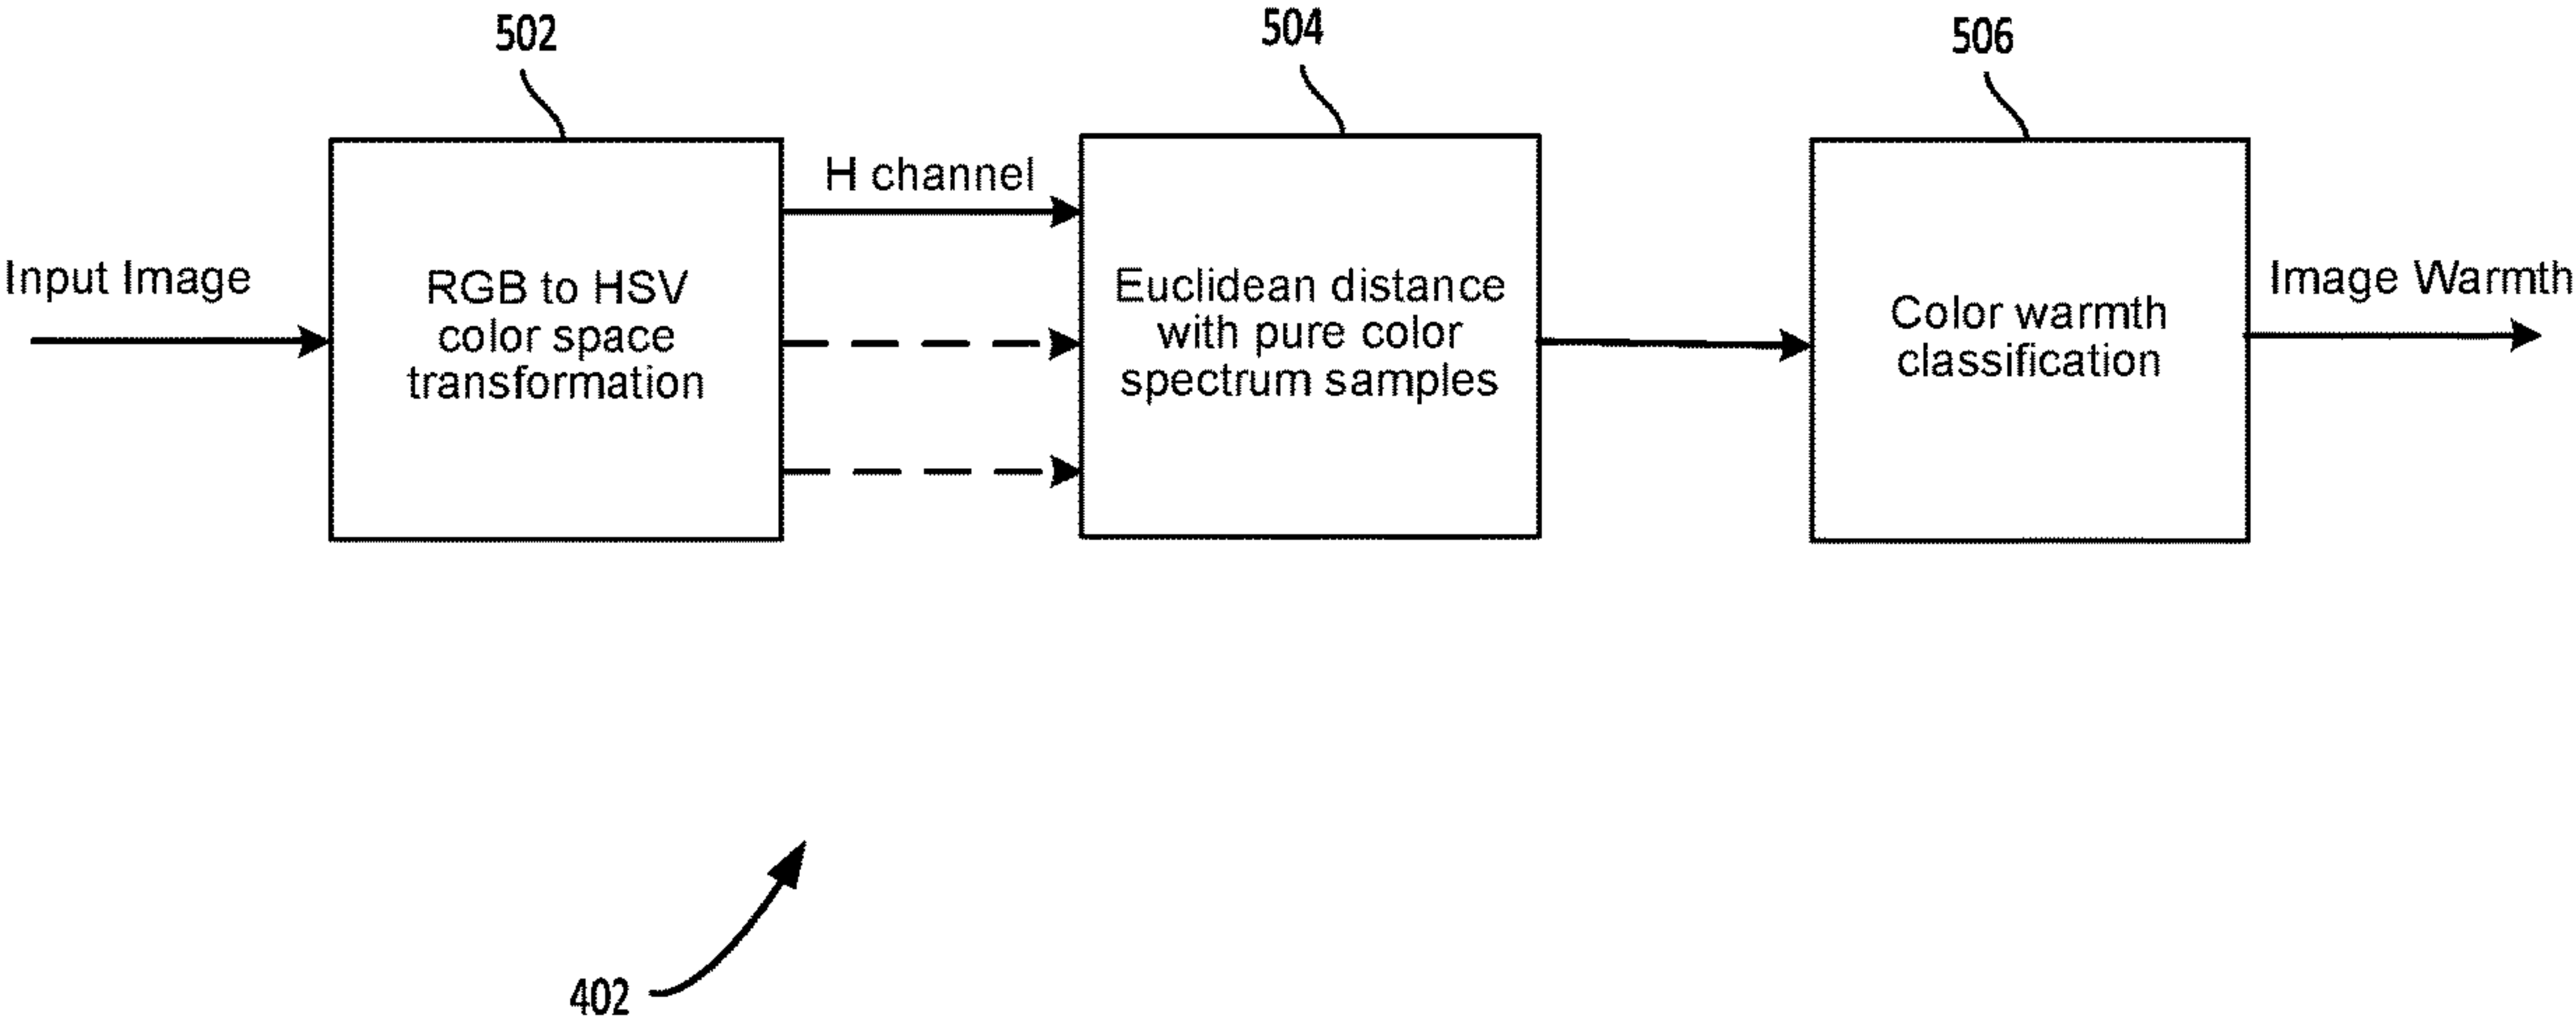 502
504
506
Input Image
RGB to HSV
color space
transformation
H channel
Euclidean distance
with pure color
spectrum samples
Color warmth
classification
Image Warmth
402